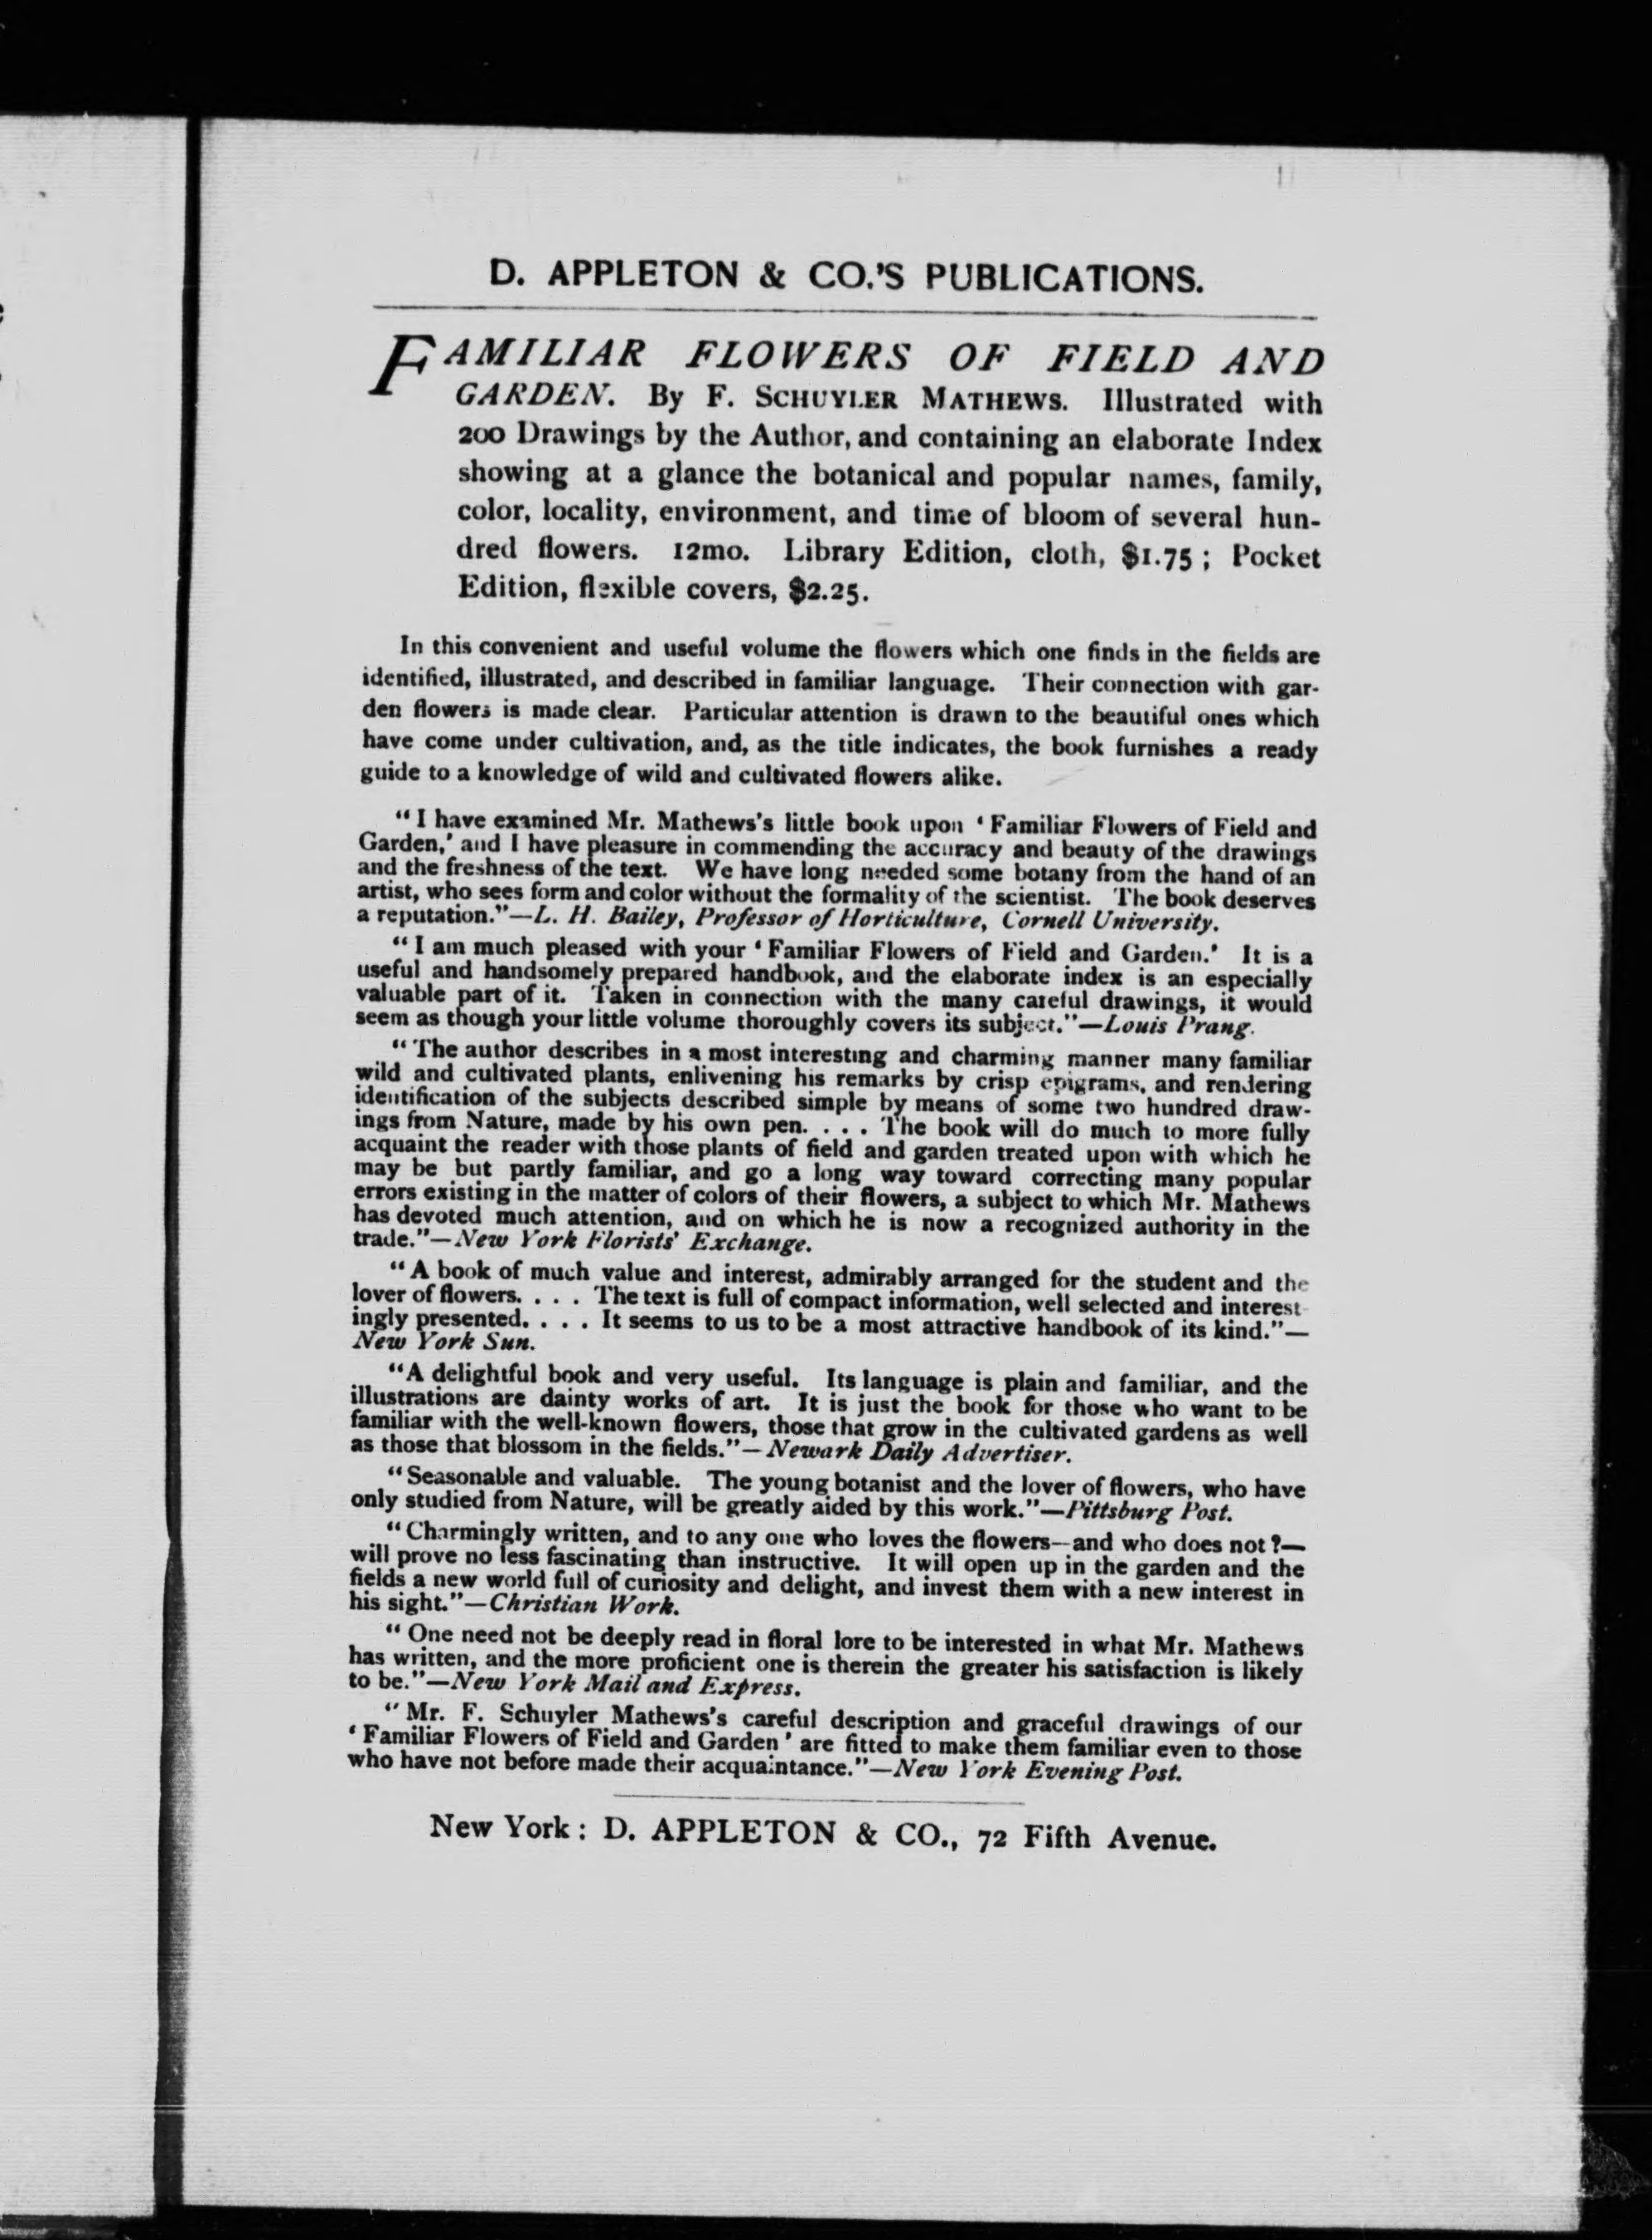 D. APPLETON & CO.'S PUBLICATIONS.
FAMILIAR FLOWERS OF FIELD AND
GARDEN. By F. SCHUYLER MATHEWS. Illustrated with
200 Drawings by the Author, and containing an elaborate Index
showing at a glance the botanical and popular names, family,
color, locality, environment, and time of bloom of several hun-
dred flowers. 12mo. Library Edition, cloth, $1.75; Pocket
Edition, flexible covers, $2.25.
In this convenient and useful volume the flowers which one finds in the fields are
identified, illustrated, and described in familiar language. Their connection with gar-
den flowers is made clear. Particular attention is drawn to the beautiful ones which
have come under cultivation, and, as the title indicates, the book furnishes a ready
guide to a knowledge of wild and cultivated flowers alike.
"I have examined Mr. Mathews's little book upon 'Familiar Flowers of Field and
Garden,' and I have pleasure in commending the accuracy and beauty of the drawings
and the freshness of the text. We have long needed some botany from the hand of an
artist, who sees form and color without the formality of the scientist. The book deserves
a reputation."—L. H. Bailey, Professor of Horticulture, Cornell University.
"I am much pleased with your 'Familiar Flowers of Field and Garden.' It is a
useful and handsomely prepared handbook, and the elaborate index is an especially
valuable part of it. Taken in connection with the many careful drawings, it would
seem as though your little volume thoroughly covers its subject."—Louis Prang.
"The author describes in a most interesting and charming manner many familiar
wild and cultivated plants, enlivening his remarks by crisp epigrams, and rendering
identification of the subjects described simple by means of some two hundred draw-
ings from Nature, made by his own pen. . . . The book will do much to more fully
acquaint the reader with those plants of field and garden treated upon with which he
may be but partly familiar, and go a long way toward correcting many popular
errors existing in the matter of colors of their flowers, a subject to which Mr. Mathews
has devoted much attention, and on which he is now a recognized authority in the
trade."—New York Florists' Exchange.
"A book of much value and interest, admirably arranged for the student and the
lover of flowers. . . . The text is full of compact information, well selected and interest-
ingly presented. . . . It seems to us to be a most attractive handbook of its kind."—
New York Sun.
"A delightful book and very useful. Its language is plain and familiar, and the
illustrations are dainty works of art. It is just the book for those who want to be
familiar with the well-known flowers, those that grow in the cultivated gardens as well
as those that blossom in the fields."—Newark Daily Advertiser.
"Seasonable and valuable. The young botanist and the lover of flowers, who have
only studied from Nature, will be greatly aided by this work."—Pittsburg Post.
"Charmingly written, and to any one who loves the flowers—and who does not?—
will prove no less fascinating than instructive. It will open up in the garden and the
fields a new world full of curiosity and delight, and invest them with a new interest in
his sight."—Christian Work.
"One need not be deeply read in floral lore to be interested in what Mr. Mathews
has written, and the more proficient one is therein the greater his satisfaction is likely
to be."—New York Mail and Express.
"Mr. F. Schuyler Mathews's careful description and graceful drawings of our
'Familiar Flowers of Field and Garden' are fitted to make them familiar even to those
who have not before made their acquaintance."—New York Evening Post.
New York: D. APPLETON & CO., 72 Fifth Avenue.